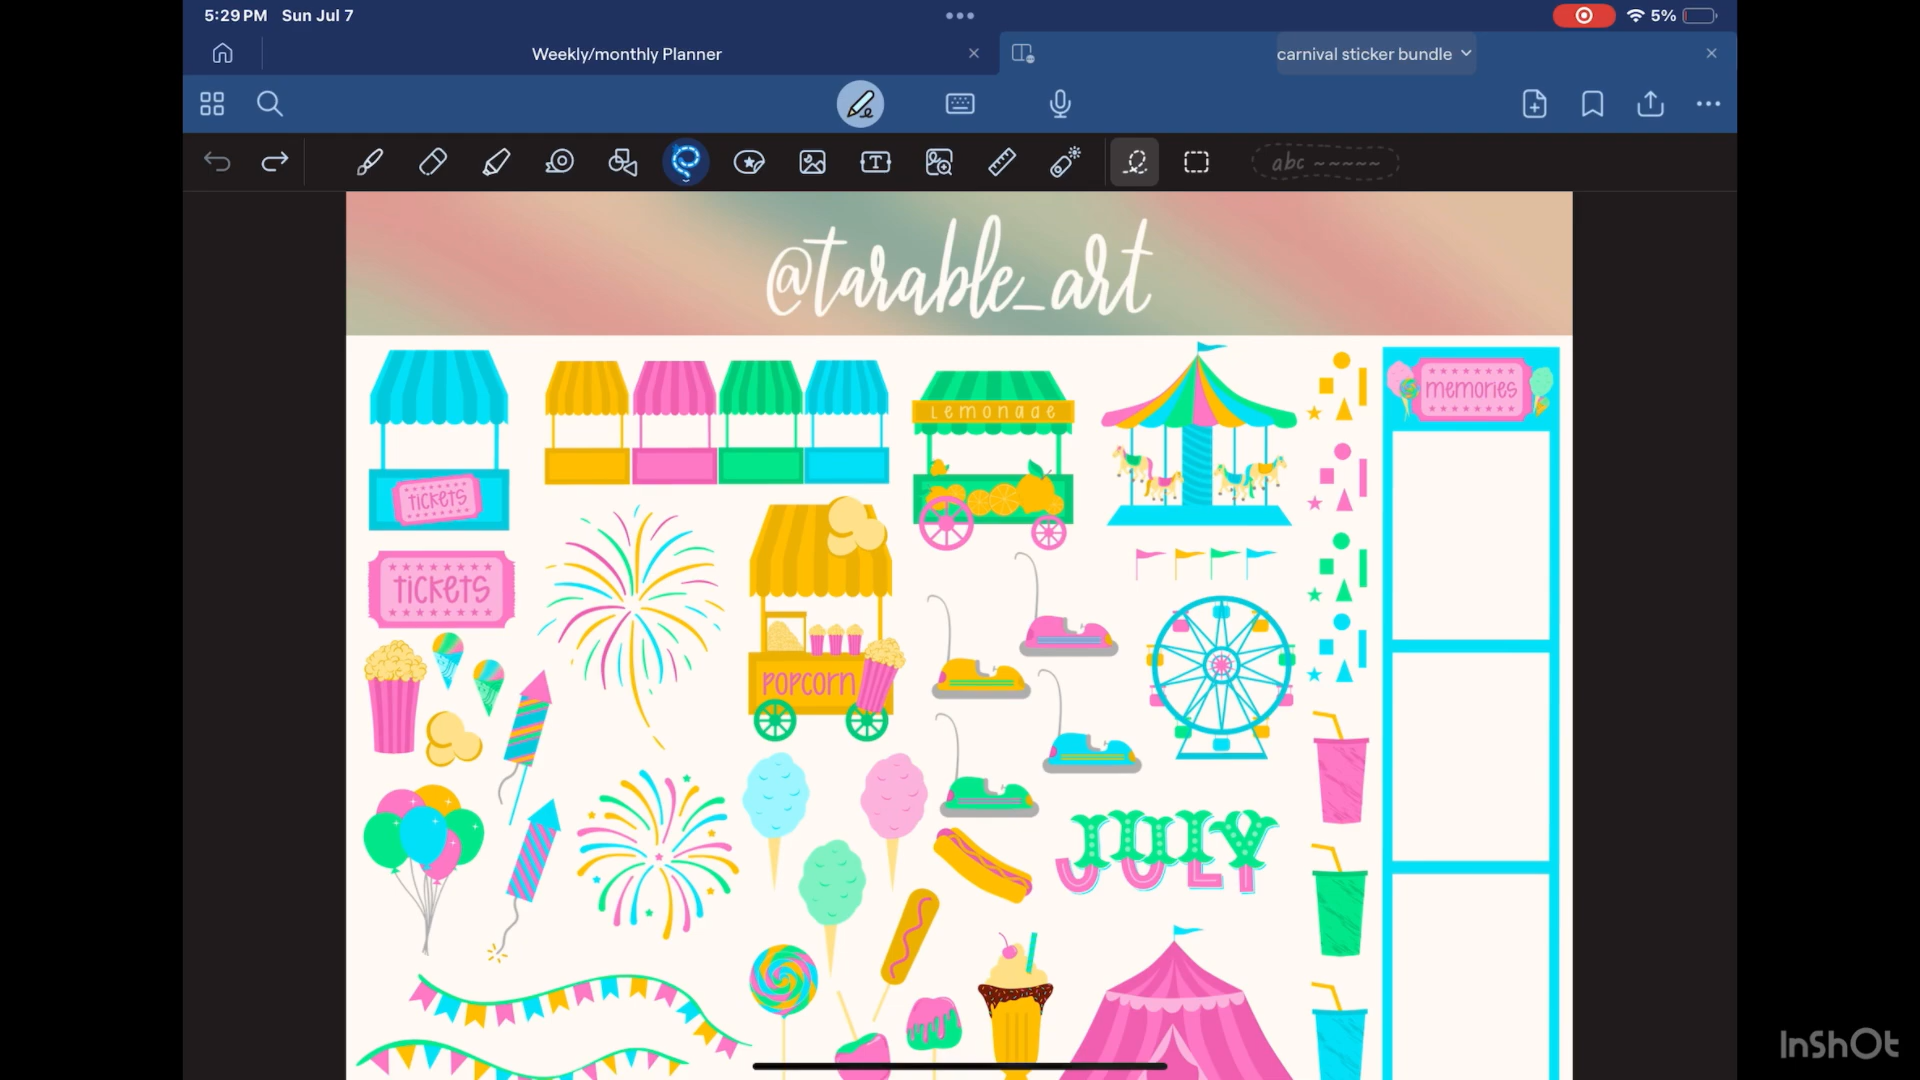 5:29 PM Sun Jul 7
5%
Weekly/monthly Planner
carnival sticker bundle
abc
@tarable_art
tickets
Lemonade
memories
tickets
POPCORN
JULY
InShOt